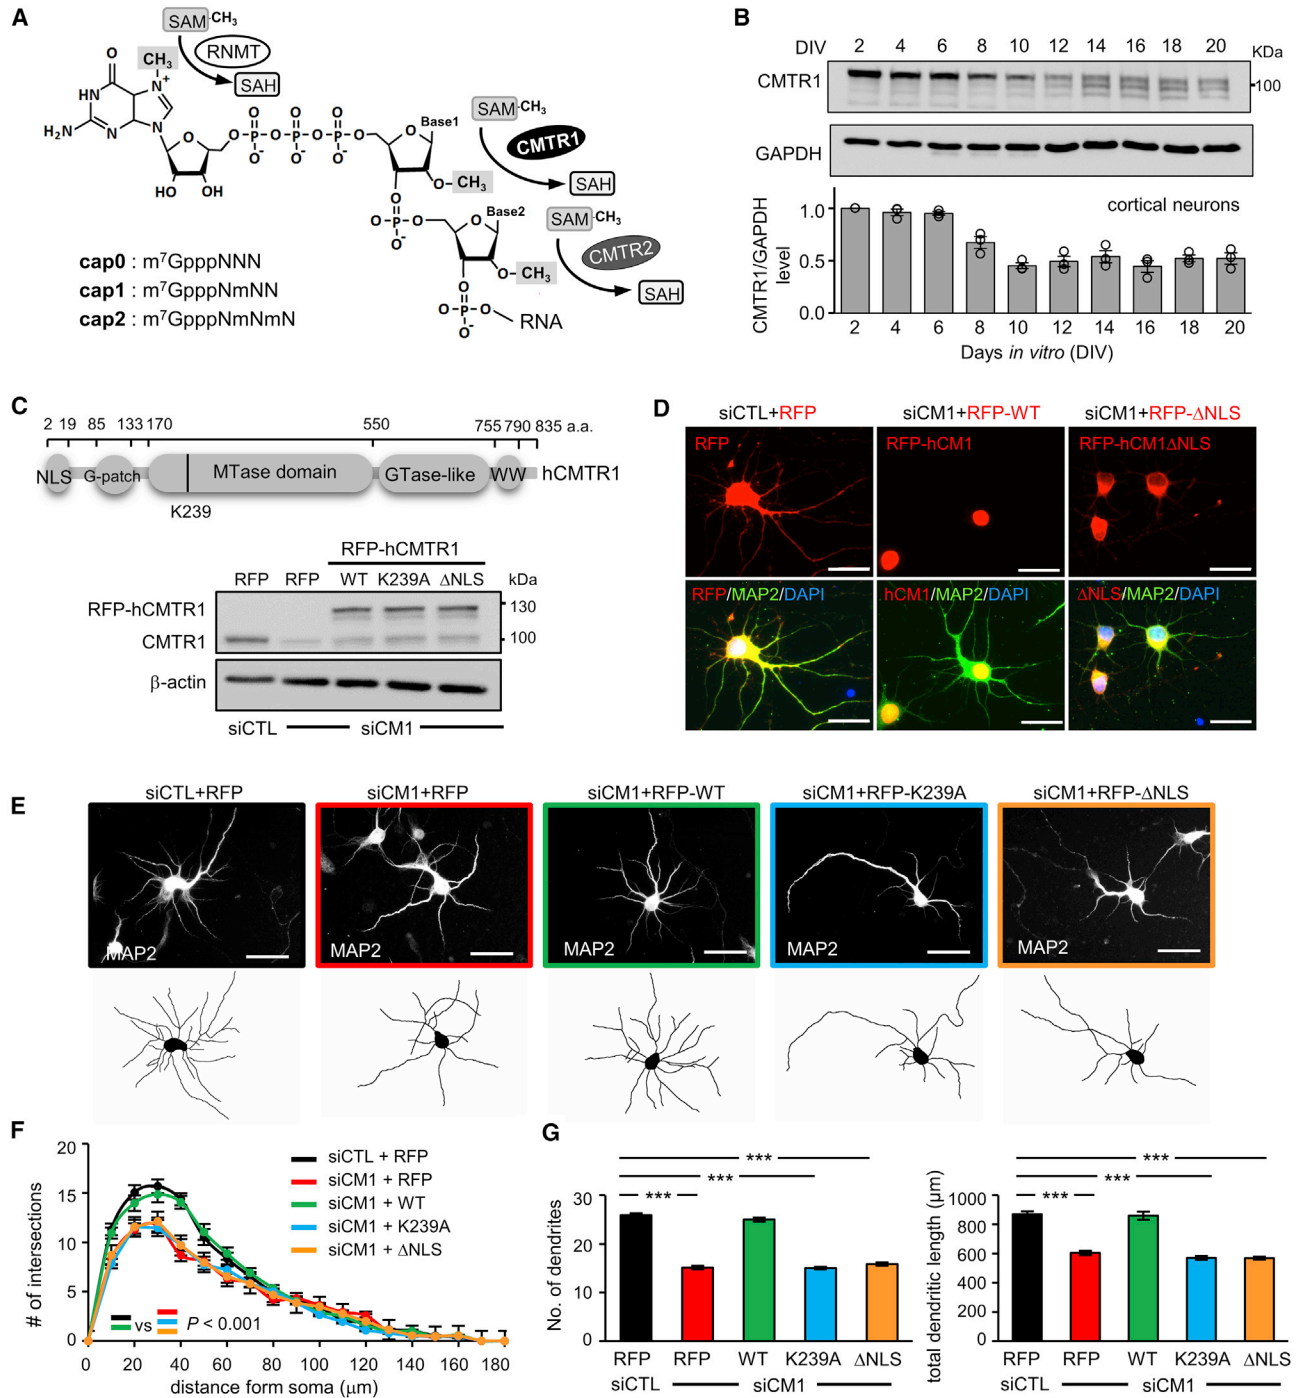 A
SAM-CH3
RNMT
SAH
O
CH3
N+
HN
H2N
N
N
O
O P O P O P O
O- O- O-
HO OH
Base1
O
O-CH3
SAM-CH3
CMTR1
SAH
O
O=P-O
O-
Base2
O
O-CH3
SAM-CH3
CMTR2
SAH
O
O=P-O
O-
RNA
cap0 : m7GpppNNN
cap1 : m7GpppNmNN
cap2 : m7GpppNmNmN
B
DIV 2 4 6 8 10 12 14 16 18 20 KDa
CMTR1 100
GAPDH
CMTR1/GAPDH level
1.0
0.5
0.0
cortical neurons
2 4 6 8 10 12 14 16 18 20
Days in vitro (DIV)
C
2 19 85 133 170 550 755 790 835 a.a.
NLS G-patch MTase domain GTase-like WW hCMTR1
K239
RFP-hCMTR1
RFP RFP WT K239A ΔNLS kDa
RFP-hCMTR1 130
CMTR1 100
β-actin
siCTL siCM1
D
siCTL+RFP siCM1+RFP-WT siCM1+RFP-ΔNLS
RFP RFP-hCM1 RFP-hCM1ΔNLS
RFP/MAP2/DAPI hCM1/MAP2/DAPI ΔNLS/MAP2/DAPI
E
siCTL+RFP siCM1+RFP siCM1+RFP-WT siCM1+RFP-K239A siCM1+RFP-ΔNLS
MAP2 MAP2 MAP2 MAP2 MAP2
F
# of intersections
20
15
10
5
0
siCTL + RFP
siCM1 + RFP
siCM1 + WT
siCM1 + K239A
siCM1 + ΔNLS
vs P < 0.001
0 20 40 60 80 100 120 140 160 180
distance form soma (μm)
G
No. of dendrites
30
20
10
0
***
***
***
RFP RFP WT K239A ΔNLS
siCTL siCM1
total dendritic length (μm)
1000
800
600
400
200
0
***
***
***
RFP RFP WT K239A ΔNLS
siCTL siCM1